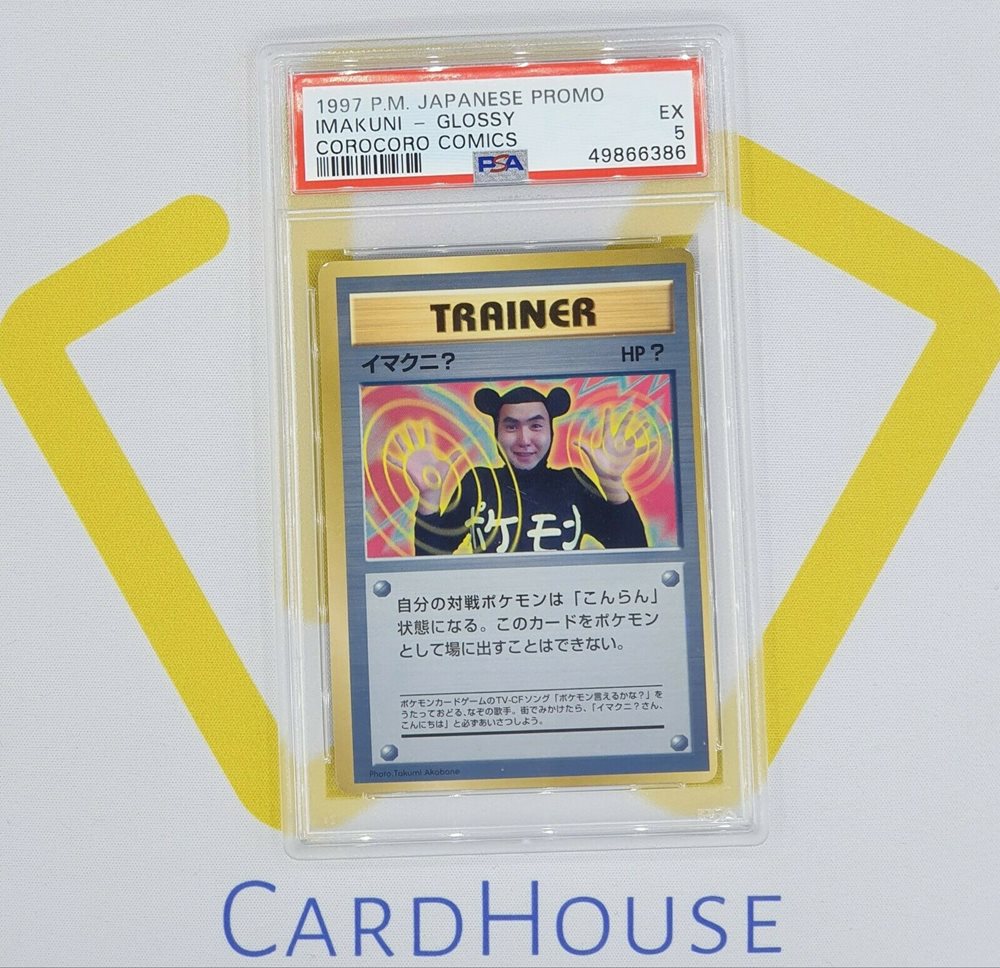 1997 P.M. JAPANESE PROMO
IMAKUNI - GLOSSY EX
COROCORO COMICS 5
PSA 49866386
TRAINER
イマクニ? HP ?
ポケモン
自分の対戦ポケモンは「こんらん」
状態になる。このカードをポケモン
として場に出すことはできない。
ポケモンカードゲームのTV-CFソング「ポケモン言えるかな?」を
うたっておどる、なぞの歌手。街でみかけたら、「イマクニ?さん、
こんにちは」と必ずあいさつしよう。
Photo.Takumi Akabane
CARDHOUSE